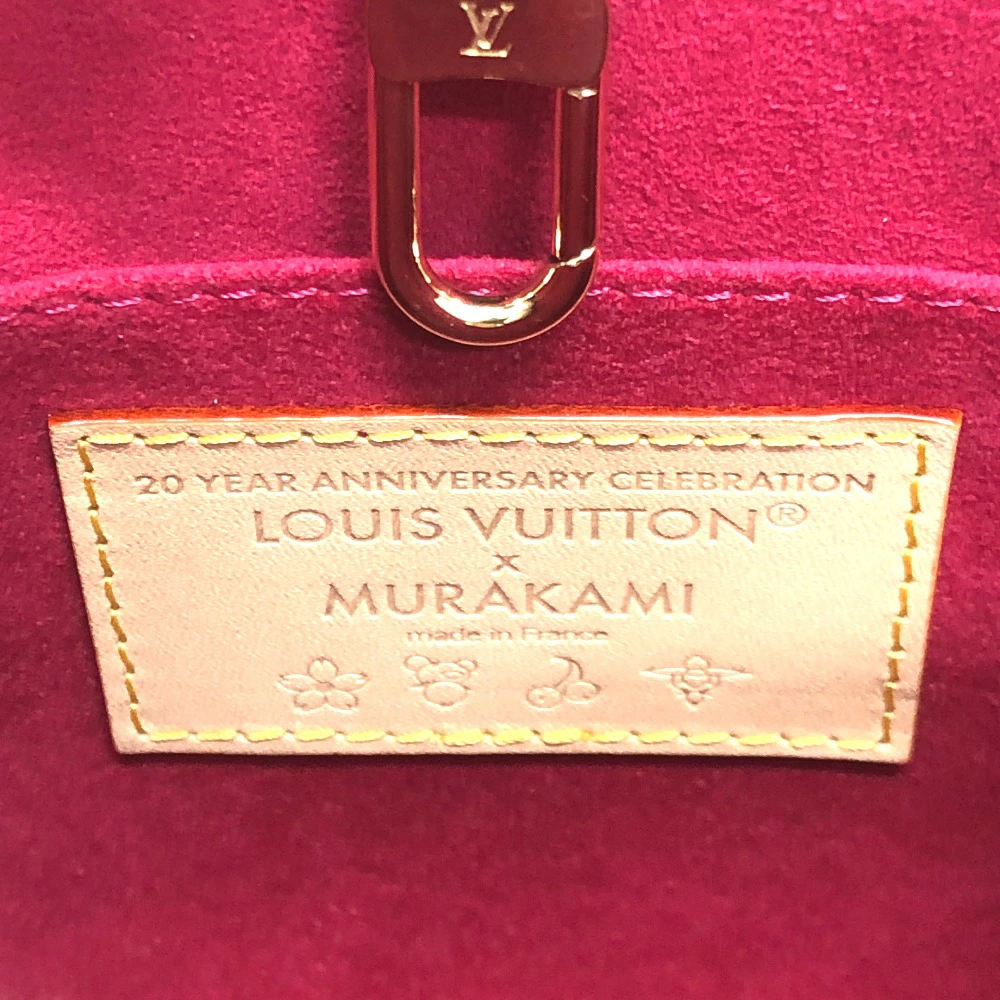 LV
20 YEAR ANNIVERSARY CELEBRATION
LOUIS VUITTON®
x
MURAKAMI
made in France